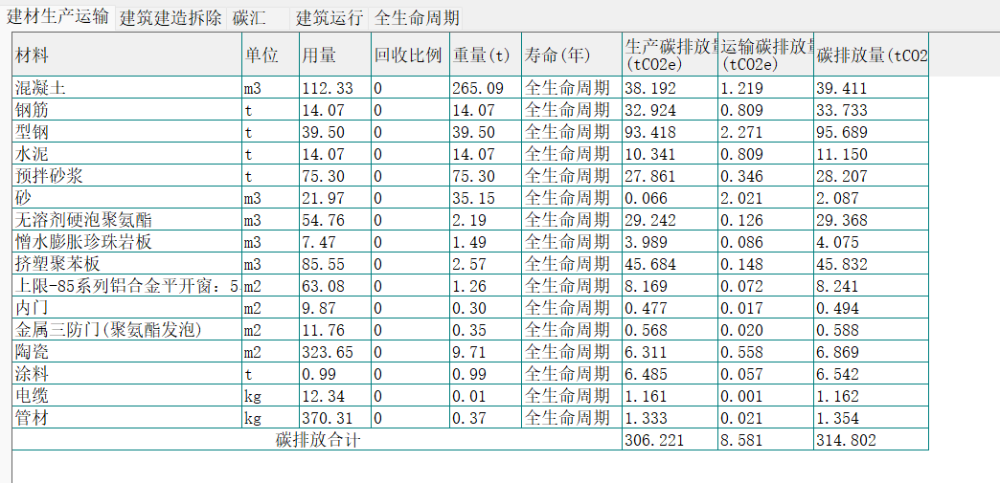 建材生产运输 建筑建造拆除 碳汇 建筑运行 全生命周期
材料 单位 用量 回收比例 重量(t) 寿命(年) 生产碳排放量 (tCO2e) 运输碳排放量 (tCO2e) 碳排放量(tCO2
混凝土 m3 112.33 0 265.09 全生命周期 38.192 1.219 39.411
钢筋 t 14.07 0 14.07 全生命周期 32.924 0.809 33.733
型钢 t 39.50 0 39.50 全生命周期 93.418 2.271 95.689
水泥 t 14.07 0 14.07 全生命周期 10.341 0.809 11.150
预拌砂浆 t 75.30 0 75.30 全生命周期 27.861 0.346 28.207
砂 m3 21.97 0 35.15 全生命周期 0.066 2.021 2.087
无溶剂硬泡聚氨酯 m3 54.76 0 2.19 全生命周期 29.242 0.126 29.368
憎水膨胀珍珠岩板 m3 7.47 0 1.49 全生命周期 3.989 0.086 4.075
挤塑聚苯板 m3 85.55 0 2.57 全生命周期 45.684 0.148 45.832
上限-85系列铝合金平开窗：5 m2 63.08 0 1.26 全生命周期 8.169 0.072 8.241
内门 m2 9.87 0 0.30 全生命周期 0.477 0.017 0.494
金属三防门(聚氨酯发泡) m2 11.76 0 0.35 全生命周期 0.568 0.020 0.588
陶瓷 m2 323.65 0 9.71 全生命周期 6.311 0.558 6.869
涂料 t 0.99 0 0.99 全生命周期 6.485 0.057 6.542
电缆 kg 12.34 0 0.01 全生命周期 1.161 0.001 1.162
管材 kg 370.31 0 0.37 全生命周期 1.333 0.021 1.354
碳排放合计 306.221 8.581 314.802